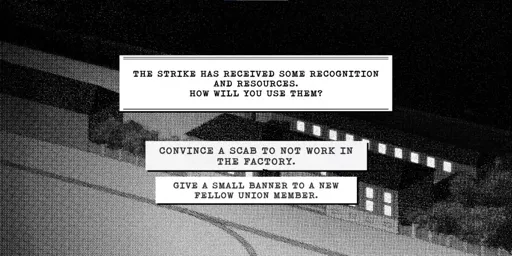 THE STRIKE HAS RECEIVED SOME RECOGNITION
AND RESOURCES.
HOW WILL YOU USE THEM?
CONVINCE A SCAB TO NOT WORK IN
THE FACTORY.
GIVE A SMALL BANNER TO A NEW
FELLOW UNION MEMBER.